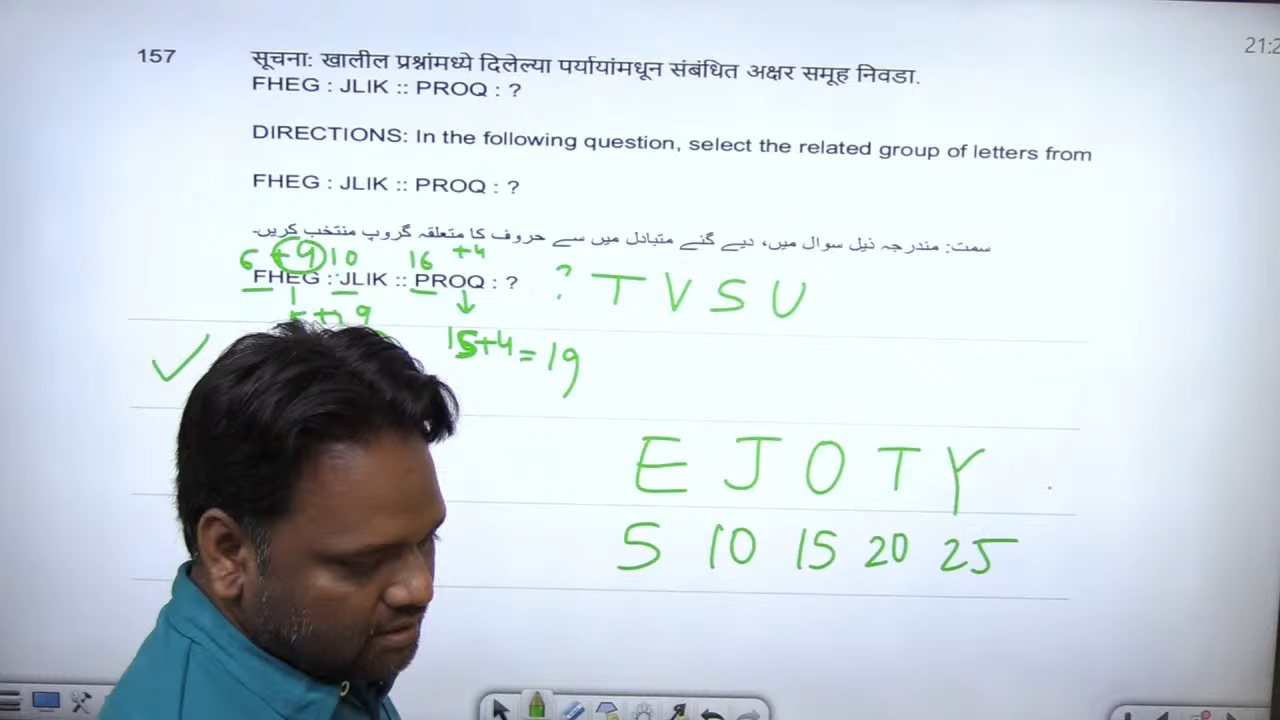 21:2
157
सूचना: खालील प्रश्नांमध्ये दिलेल्या पर्यायांमधून संबंधित अक्षर समूह निवडा.
FHEG : JLIK :: PROQ : ?
DIRECTIONS: In the following question, select the related group of letters from
FHEG : JLIK :: PROQ : ?
سمت: مندرجہ ذیل سوال میں، دیے گئے متبادل میں سے حروف کا متعلقہ گروپ منتخب کریں۔
6 10 16 +4
FHEG : JLIK :: PROQ : ? ? T V S U
15+4=19
E J O T Y
5 10 15 20 25